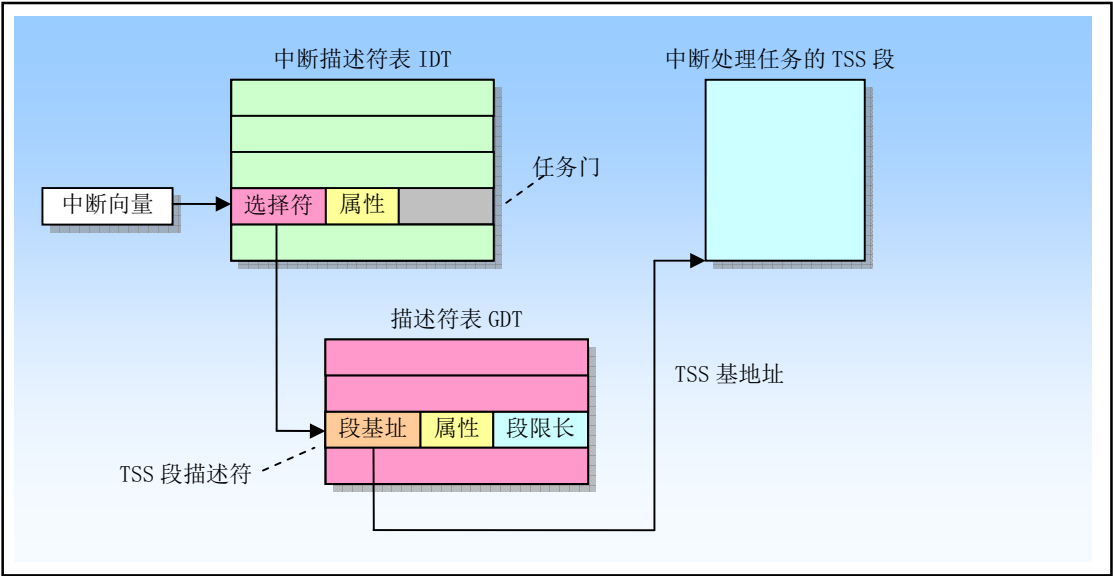 中断描述符表 IDT
中断处理任务的 TSS 段
任务门
中断向量
选择符
属性
描述符表 GDT
TSS 基地址
段基址
属性
段限长
TSS 段描述符